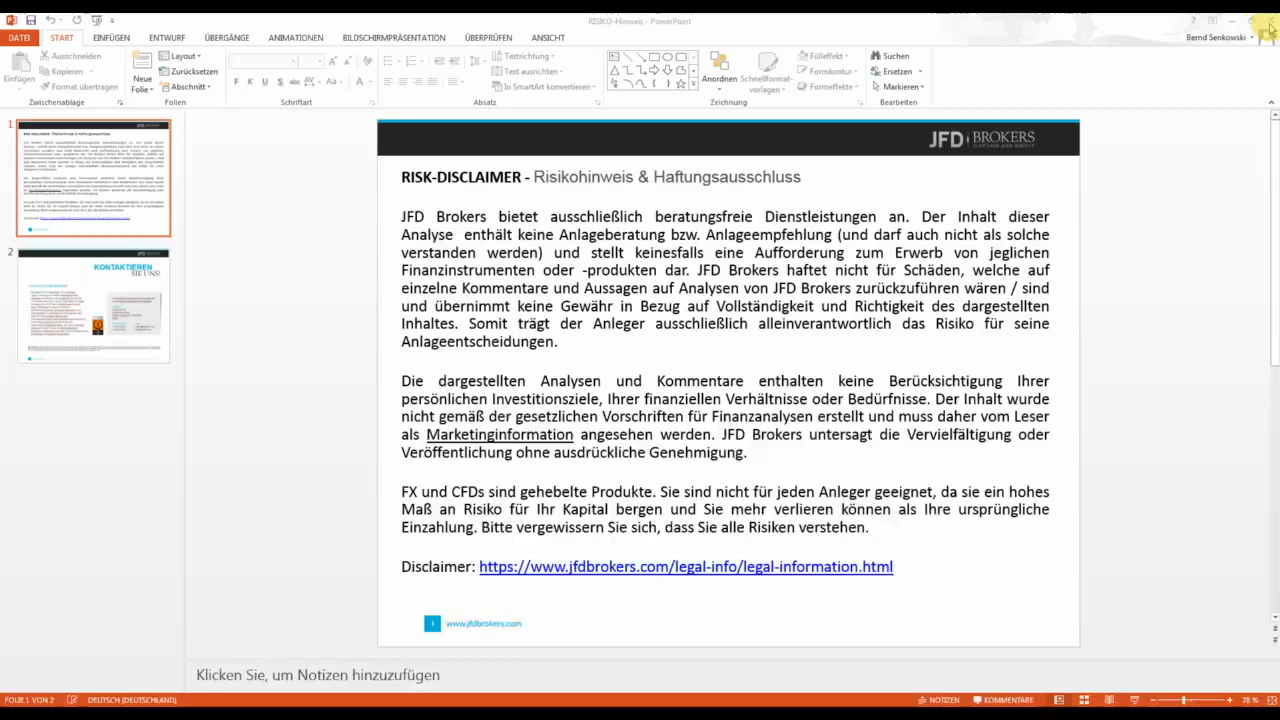 RISIKO-Hinweis - PowerPoint
DATEI START EINFÜGEN ENTWURF ÜBERGÄNGE ANIMATIONEN BILDSCHIRMPRÄSENTATION ÜBERPRÜFEN ANSICHT Bernd Senkowski
Einfügen
Ausschneiden
Kopieren
Format übertragen
Zwischenablage
Neue
Folie
Layout
Zurücksetzen
Abschnitt
Folien
F K U S abc AV Aa A
Schriftart
Textrichtung
Text ausrichten
In SmartArt konvertieren
Absatz
Anordnen
Schnellformat-
vorlagen
Fülleffekt
Formkontur
Formeffekte
Zeichnung
Suchen
Ersetzen
Markieren
Bearbeiten
1
2
KONTAKTIEREN
SIE UNS!
JFD BROKERS
RISK-DISCLAIMER - Risikohinweis & Haftungsausschluss
JFD Brokers bietet ausschließlich beratungsfreie Dienstleistungen an. Der Inhalt dieser
Analyse enthält keine Anlageberatung bzw. Anlageempfehlung (und darf auch nicht als solche
verstanden werden) und stellt keinesfalls eine Aufforderung zum Erwerb von jeglichen
Finanzinstrumenten oder -produkten dar. JFD Brokers haftet nicht für Schäden, welche auf
einzelne Kommentare und Aussagen auf Analysen von JFD Brokers zurückzuführen wären / sind
und übernimmt keine Gewähr in Bezug auf Vollständigkeit und Richtigkeit des dargestellten
Inhaltes. Somit trägt der Anleger ausschließlich alleinverantwortlich das Risiko für seine
Anlageentscheidungen.
Die dargestellten Analysen und Kommentare enthalten keine Berücksichtigung Ihrer
persönlichen Investitionsziele, Ihrer finanziellen Verhältnisse oder Bedürfnisse. Der Inhalt wurde
nicht gemäß der gesetzlichen Vorschriften für Finanzanalysen erstellt und muss daher vom Leser
als Marketinginformation angesehen werden. JFD Brokers untersagt die Vervielfältigung oder
Veröffentlichung ohne ausdrückliche Genehmigung.
FX und CFDs sind gehebelte Produkte. Sie sind nicht für jeden Anleger geeignet, da sie ein hohes
Maß an Risiko für Ihr Kapital bergen und Sie mehr verlieren können als Ihre ursprüngliche
Einzahlung. Bitte vergewissern Sie sich, dass Sie alle Risiken verstehen.
Disclaimer: https://www.jfdbrokers.com/legal-info/legal-information.html
1 www.jfdbrokers.com
Klicken Sie, um Notizen hinzuzufügen
FOLIE 1 VON 2 DEUTSCH (DEUTSCHLAND) NOTIZEN KOMMENTARE 78 %